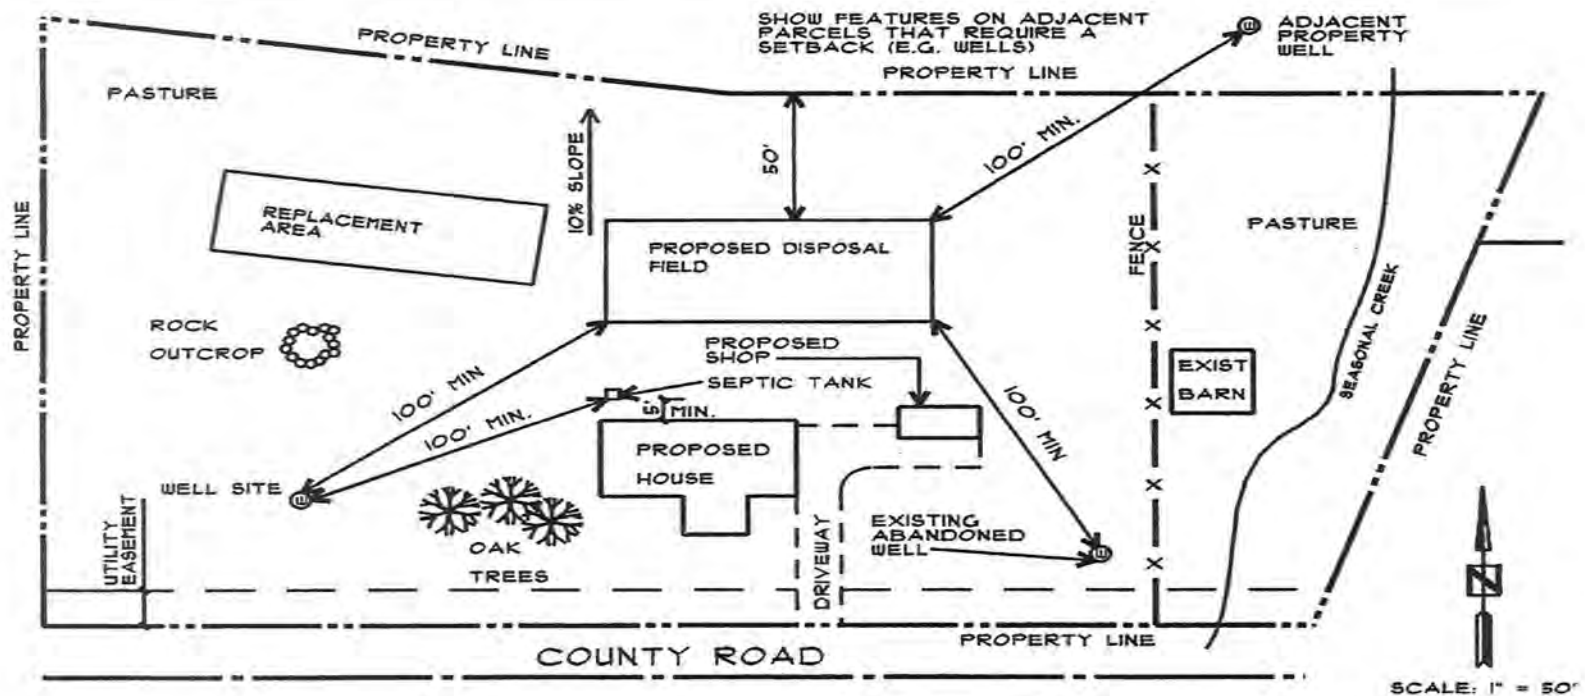 SHOW FEATURES ON ADJACENT
PARCELS THAT REQUIRE A
SETBACK (E.G. WELLS)
ADJACENT
PROPERTY
WELL
PROPERTY LINE
PROPERTY LINE
PASTURE
10% SLOPE
50'
100' MIN.
REPLACEMENT
AREA
PROPOSED DISPOSAL
FIELD
FENCE
X
X
X
X
X
X
PASTURE
PROPERTY LINE
ROCK
OUTCROP
PROPOSED
SHOP
SEPTIC TANK
100' MIN
100' MIN.
5'
MIN.
100' MIN
EXIST
BARN
SEASONAL CREEK
PROPERTY LINE
PROPOSED
HOUSE
WELL SITE
UTILITY
EASEMENT
OAK
TREES
DRIVEWAY
EXISTING
ABANDONED
WELL
PROPERTY LINE
COUNTY ROAD
N
SCALE: 1" = 50'